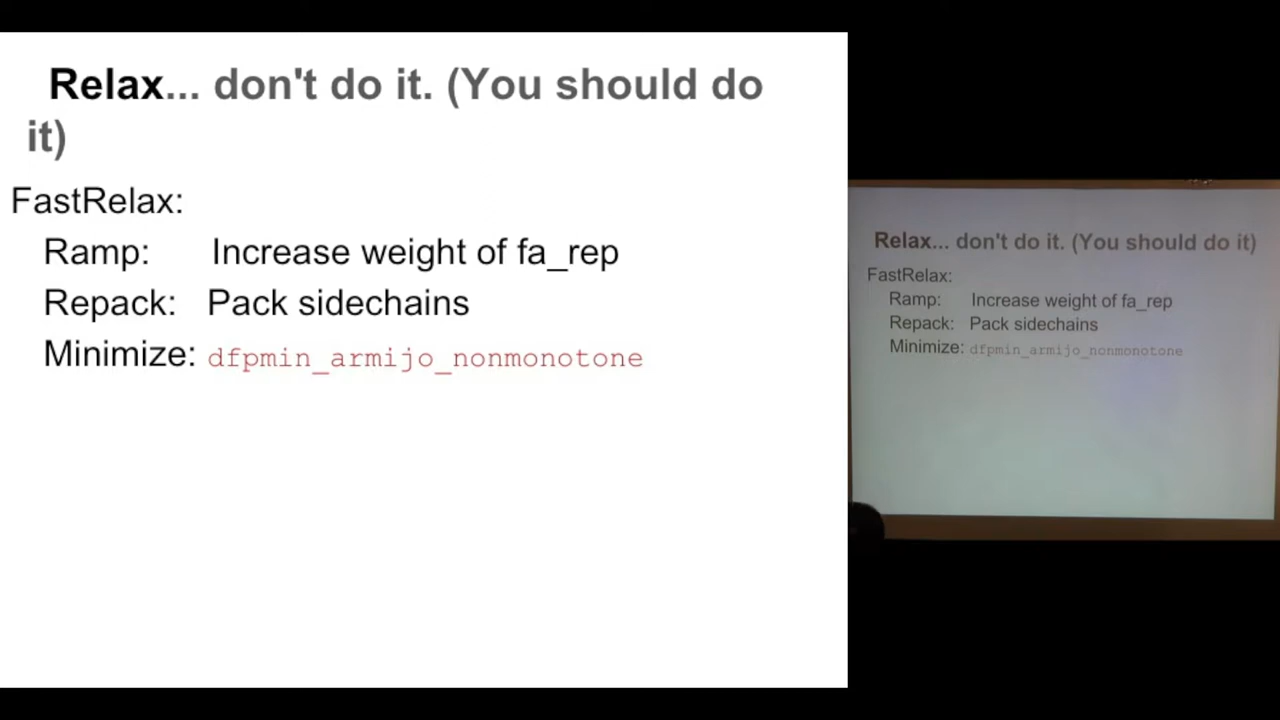 Relax... don't do it. (You should do
it)
FastRelax:
Ramp: Increase weight of fa_rep
Repack: Pack sidechains
Minimize: dfpmin_armijo_nonmonotone
Relax... don't do it. (You should do it)
FastRelax:
Ramp: Increase weight of fa_rep
Repack: Pack sidechains
Minimize: dfpmin_armijo_nonmonotone